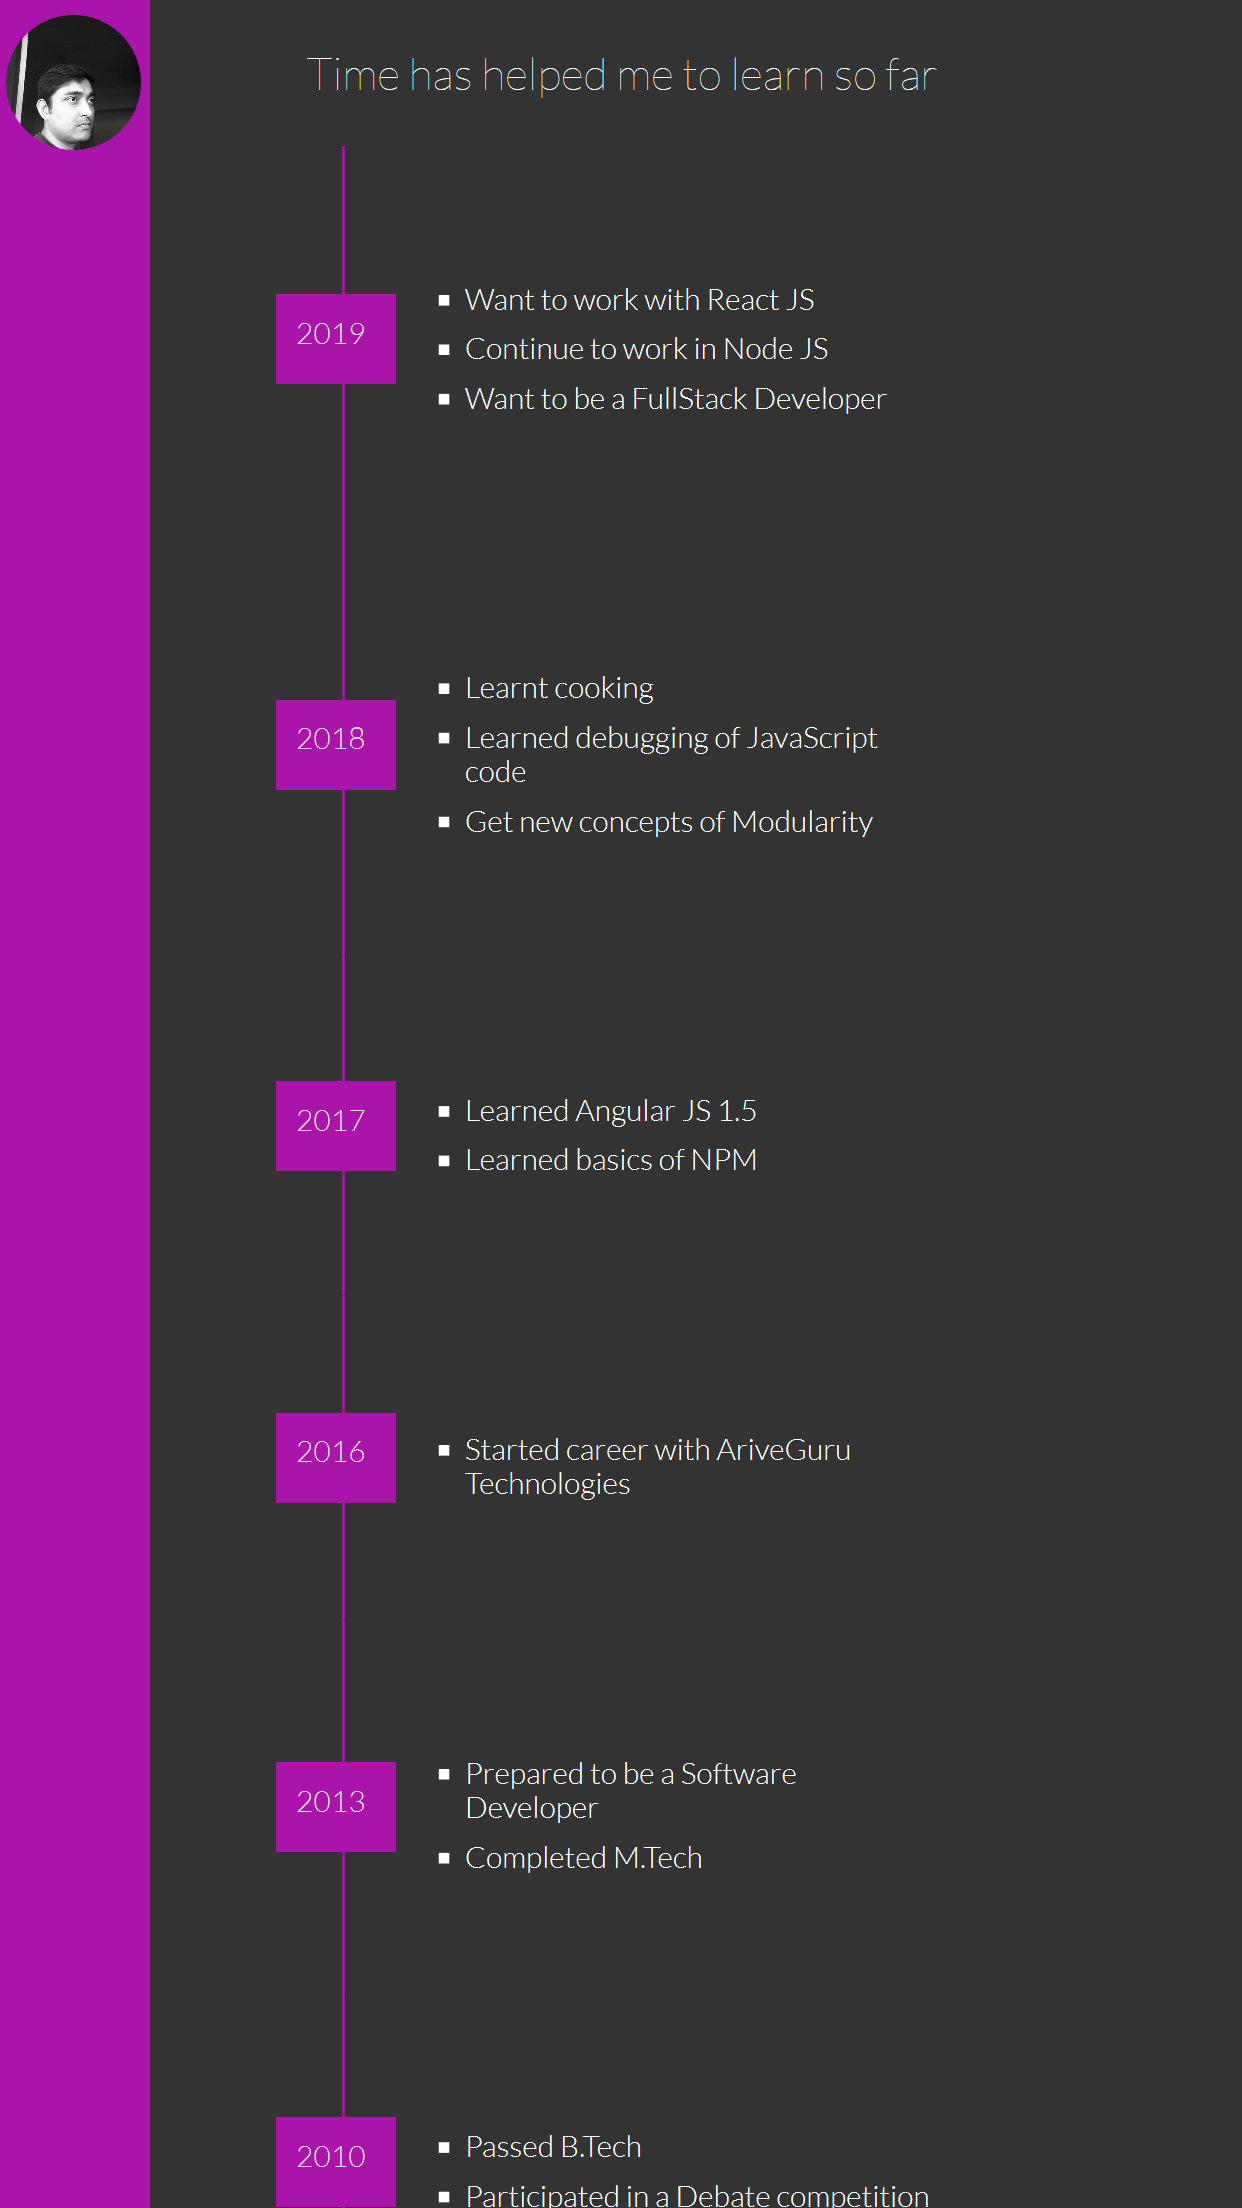 Time has helped me to learn so far
2019
Want to work with React JS
Continue to work in Node JS
Want to be a FullStack Developer
2018
Learnt cooking
Learned debugging of JavaScript
code
Get new concepts of Modularity
2017
Learned Angular JS 1.5
Learned basics of NPM
2016
Started career with AriveGuru
Technologies
2013
Prepared to be a Software
Developer
Completed M.Tech
2010
Passed B.Tech
Participated in a Debate competition